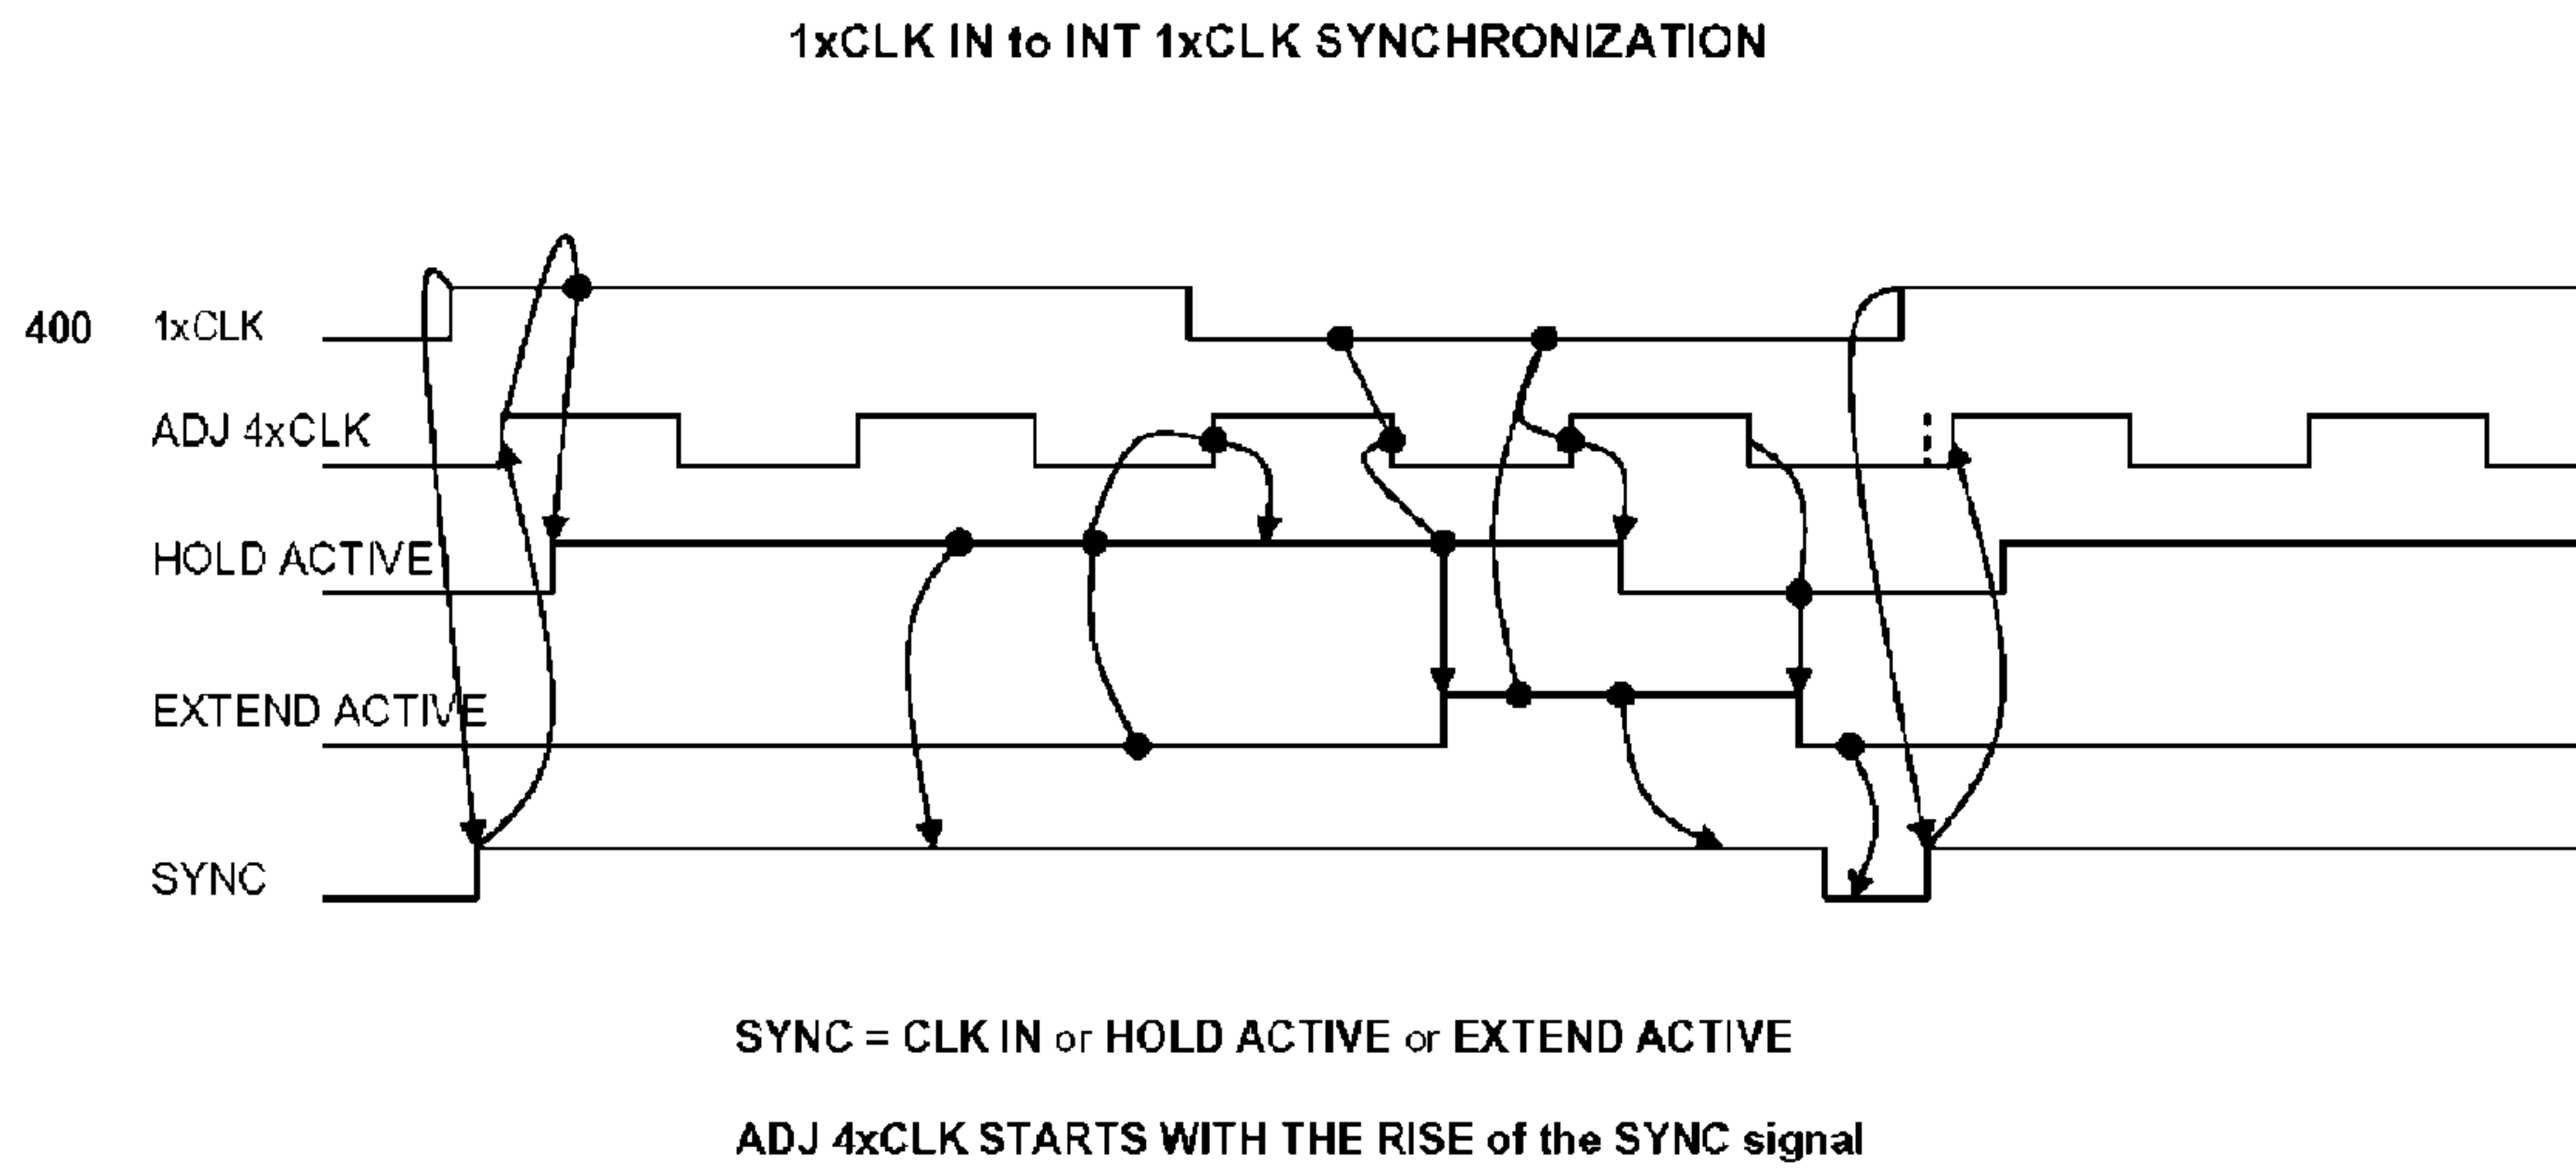 1xCLK IN to INT 1xCLK SYNCHRONIZATION
400 1xCLK
ADJ 4xCLK
HOLD ACTIVE
EXTEND ACTIVE
SYNC
SYNC = CLK IN or HOLD ACTIVE or EXTEND ACTIVE
ADJ 4xCLK STARTS WITH THE RISE of the SYNC signal